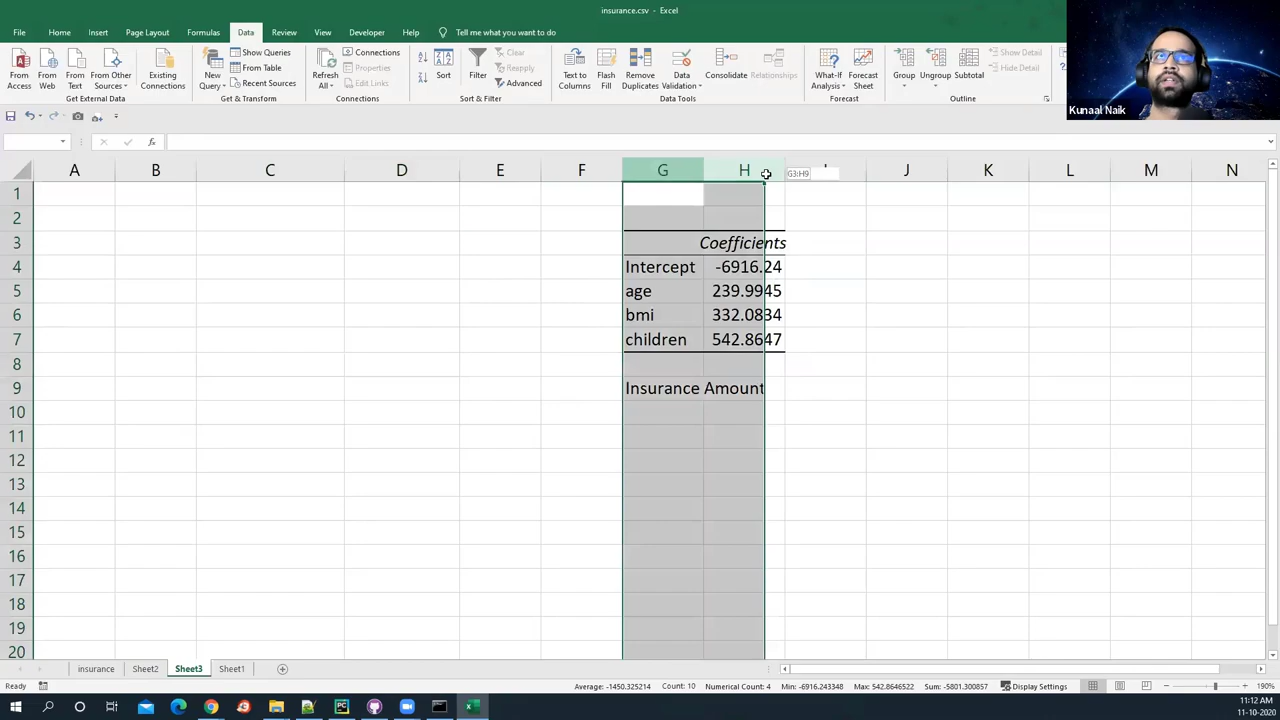 insurance.csv - Excel
File Home Insert Page Layout Formulas Data Review View Developer Help Tell me what you want to do
From Access
From Web
From Text
From Other Sources
Existing Connections
Get External Data
New Query
Show Queries
From Table
Recent Sources
Get & Transform
Refresh All
Connections
Properties
Edit Links
Connections
Sort
Filter
Clear
Reapply
Advanced
Sort & Filter
Text to Columns
Flash Fill
Remove Duplicates
Data Validation
Consolidate
Relationships
Data Tools
What-If Analysis
Forecast Sheet
Forecast
Group
Ungroup
Subtotal
Show Detail
Hide Detail
Outline
Kunaal Naik
fx
A B C D E F G H J K L M N
G3:H9
1
2
3 Coefficients
4 Intercept -6916.24
5 age 239.9945
6 bmi 332.0834
7 children 542.8647
8
9 Insurance Amount
10
11
12
13
14
15
16
17
18
19
20
insurance Sheet2 Sheet3 Sheet1
Ready Average: -1450.325214 Count: 10 Numerical Count: 4 Min: -6916.243348 Max: 542.8646522 Sum: -5801.300857 Display Settings 190%
11:12 AM
11-10-2020